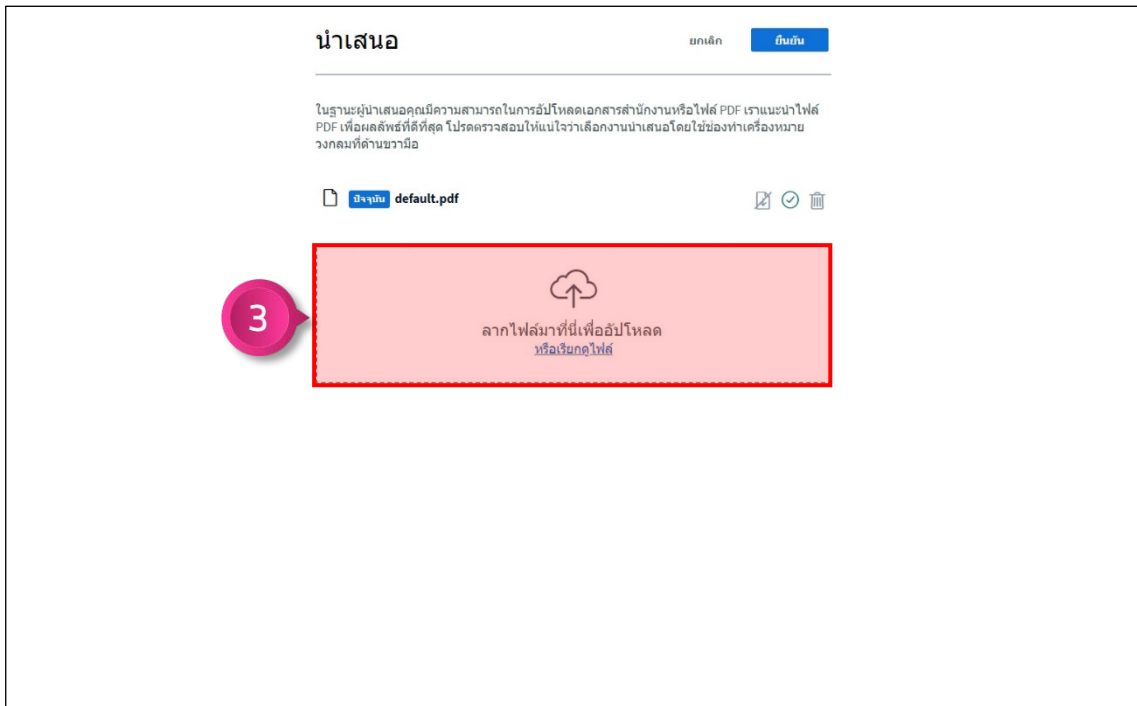 นำเสนอ
ยกเลิก
ยืนยัน
ในฐานะผู้นำเสนอคุณมีความสามารถในการอัปโหลดเอกสารสำนักงานหรือไฟล์ PDF เราแนะนำไฟล์
PDF เพื่อผลลัพธ์ที่ดีที่สุด โปรดตรวจสอบให้แน่ใจว่าเลือกงานนำเสนอโดยใช้ช่องทำเครื่องหมาย
วงกลมที่ด้านขวามือ
ปัจจุบัน default.pdf
3
ลากไฟล์มาที่นี่เพื่ออัปโหลด
หรือเรียกดูไฟล์